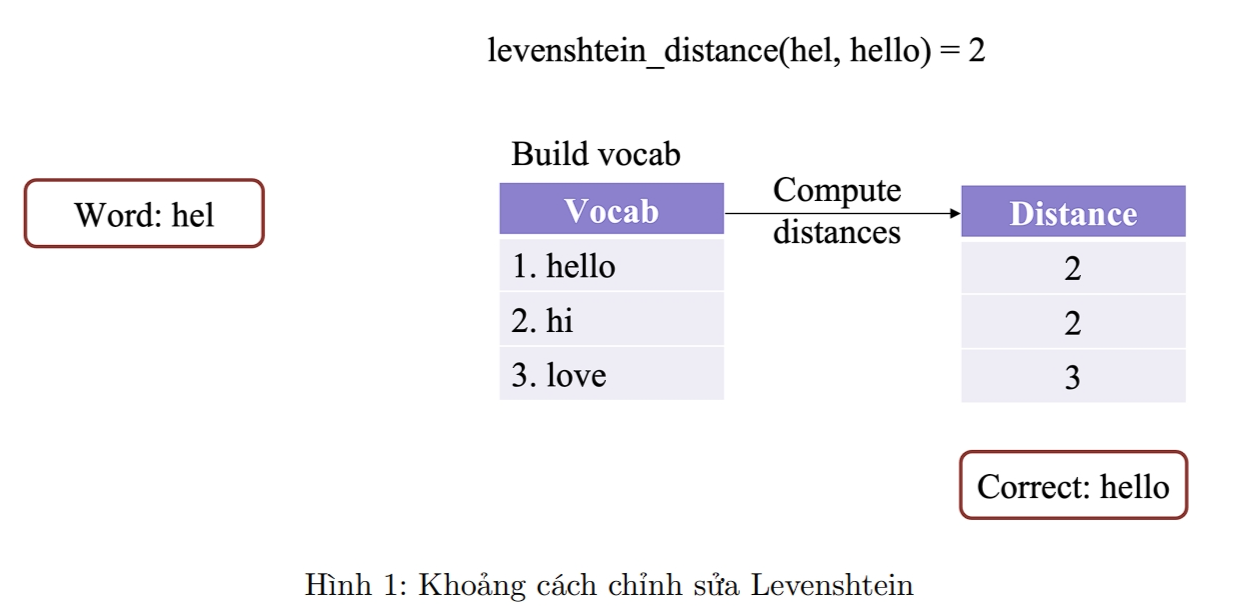 levenshtein_distance(hel, hello) = 2
Word: hel
Build vocab
Vocab
1. hello
2. hi
3. love
Compute
distances
Distance
2
2
3
Correct: hello
Hình 1: Khoảng cách chỉnh sửa Levenshtein